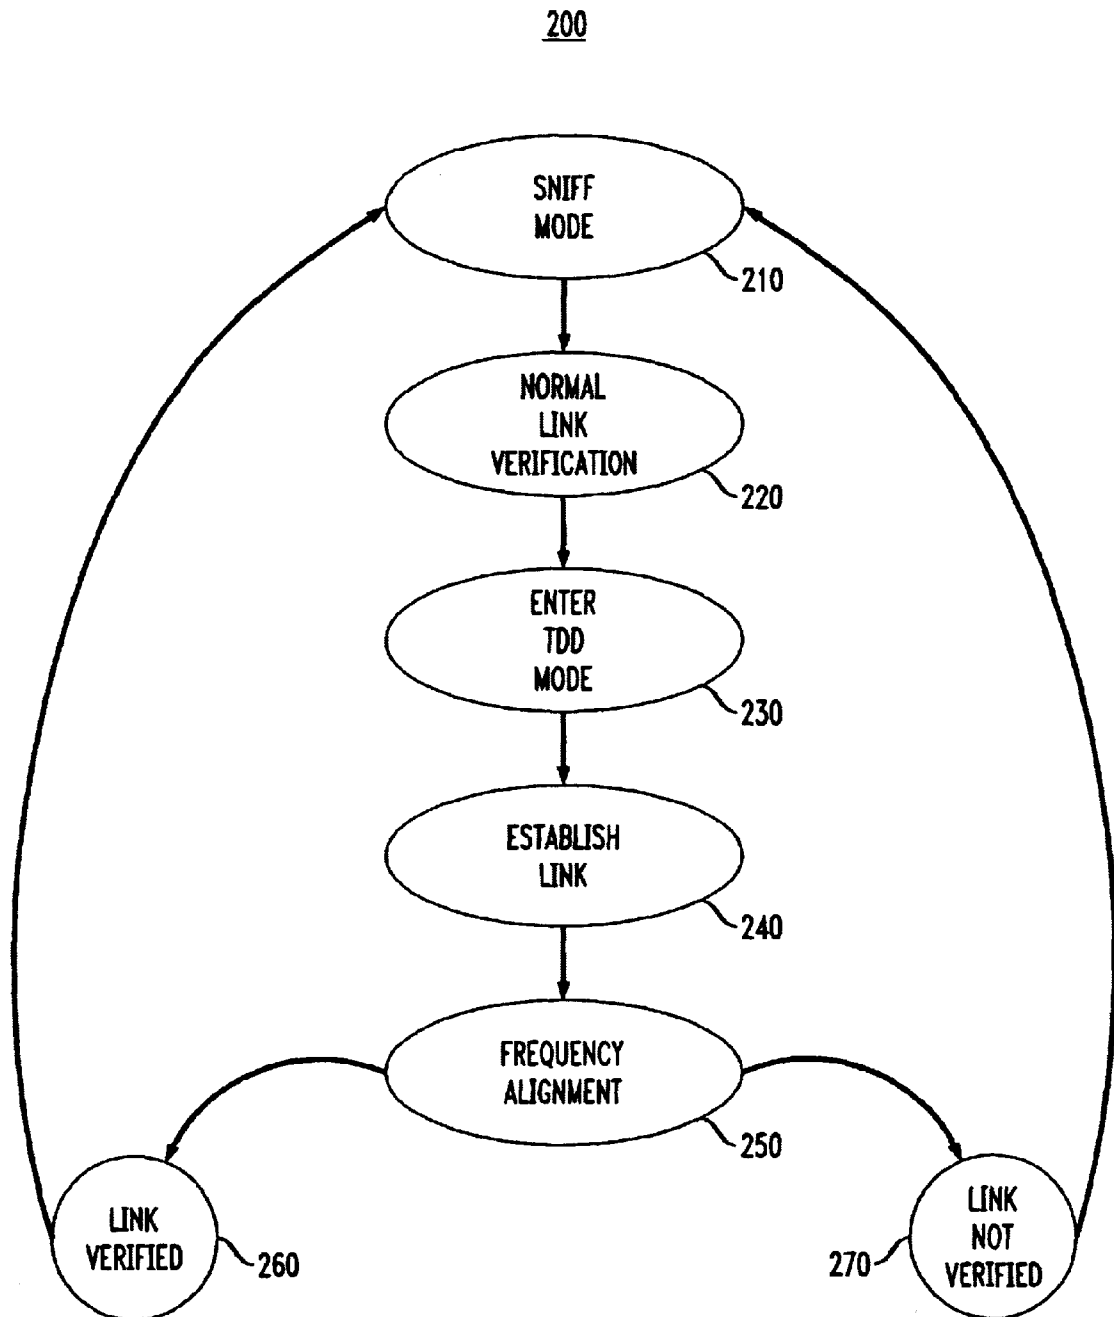 200
SNIFF
MODE
210
NORMAL
LINK
VERIFICATION
220
ENTER
TDD
MODE
230
ESTABLISH
LINK
240
FREQUENCY
ALIGNMENT
250
LINK
VERIFIED
260
LINK
NOT
VERIFIED
270